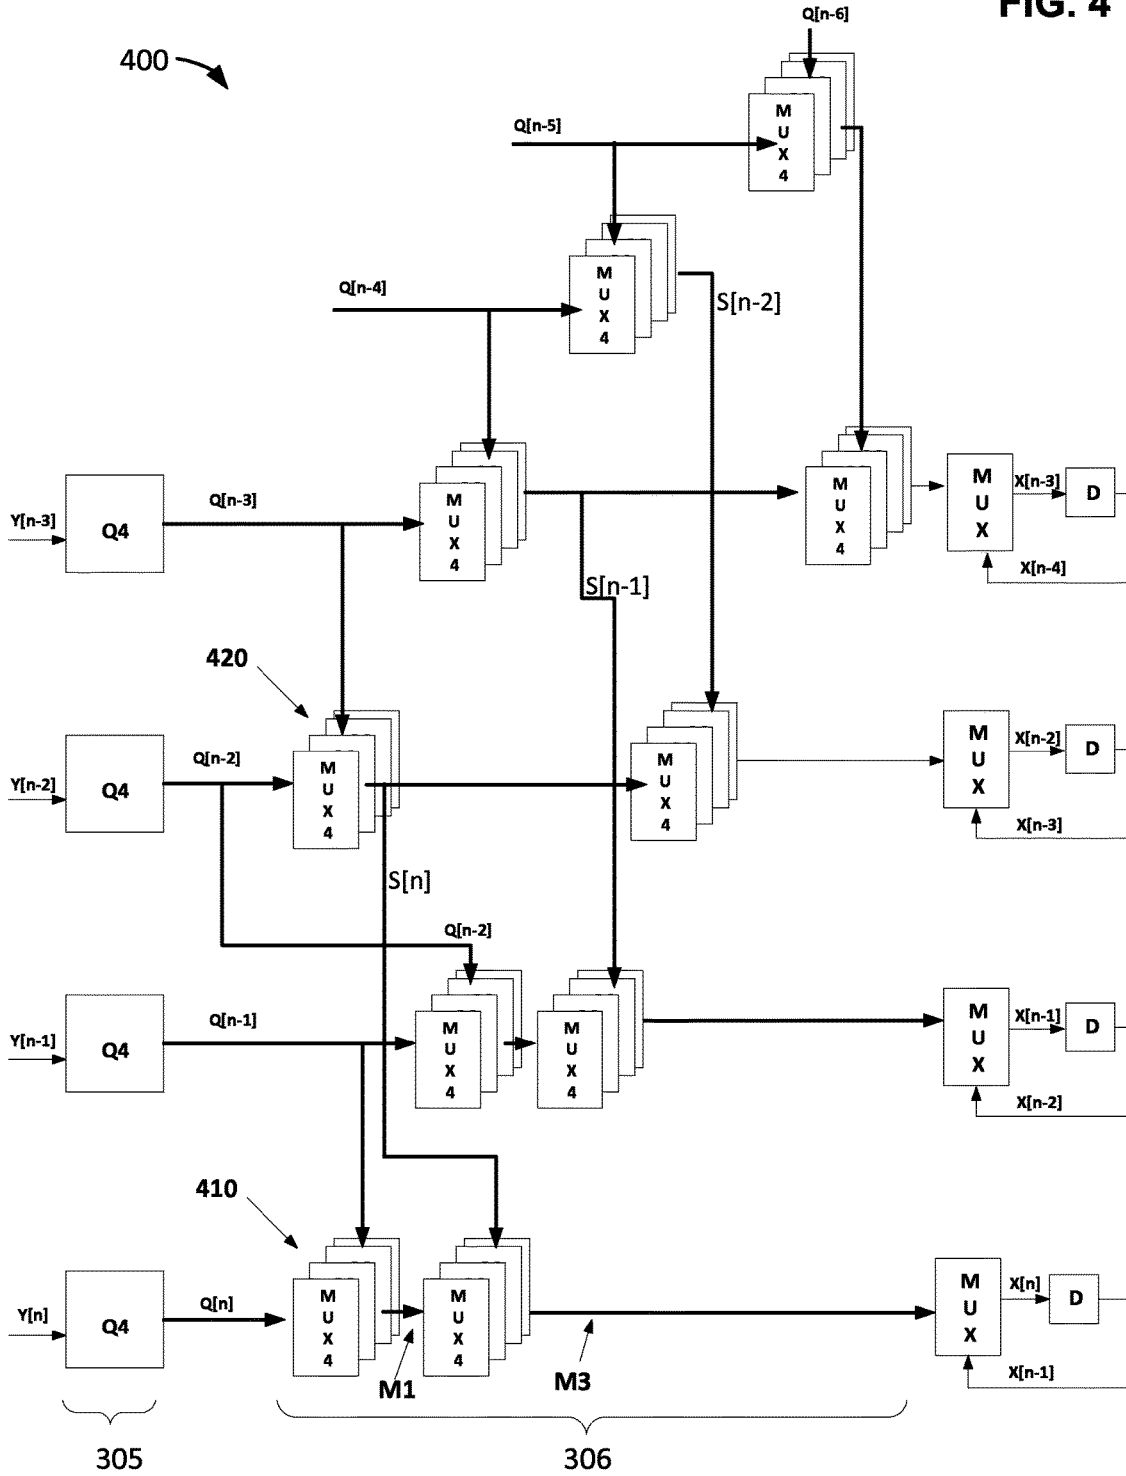 FIG. 4
Q[n-6]
400
M
U
X
4
Q[n-5]
M
U
X
4
Q[n-4]
S[n-2]
Y[n-3]
Q4
Q[n-3]
M
U
X
4
M
U
X
4
M
U
X
X[n-3]
D
X[n-4]
S[n-1]
420
Y[n-2]
Q4
Q[n-2]
M
U
X
4
M
U
X
4
M
U
X
X[n-2]
D
X[n-3]
S[n]
Q[n-2]
Y[n-1]
Q4
Q[n-1]
M
U
X
4
M
U
X
4
M
U
X
X[n-1]
D
X[n-2]
410
Y[n]
Q4
Q[n]
M
U
X
4
M
U
X
4
M
U
X
X[n]
D
X[n-1]
M1
M3
305
306